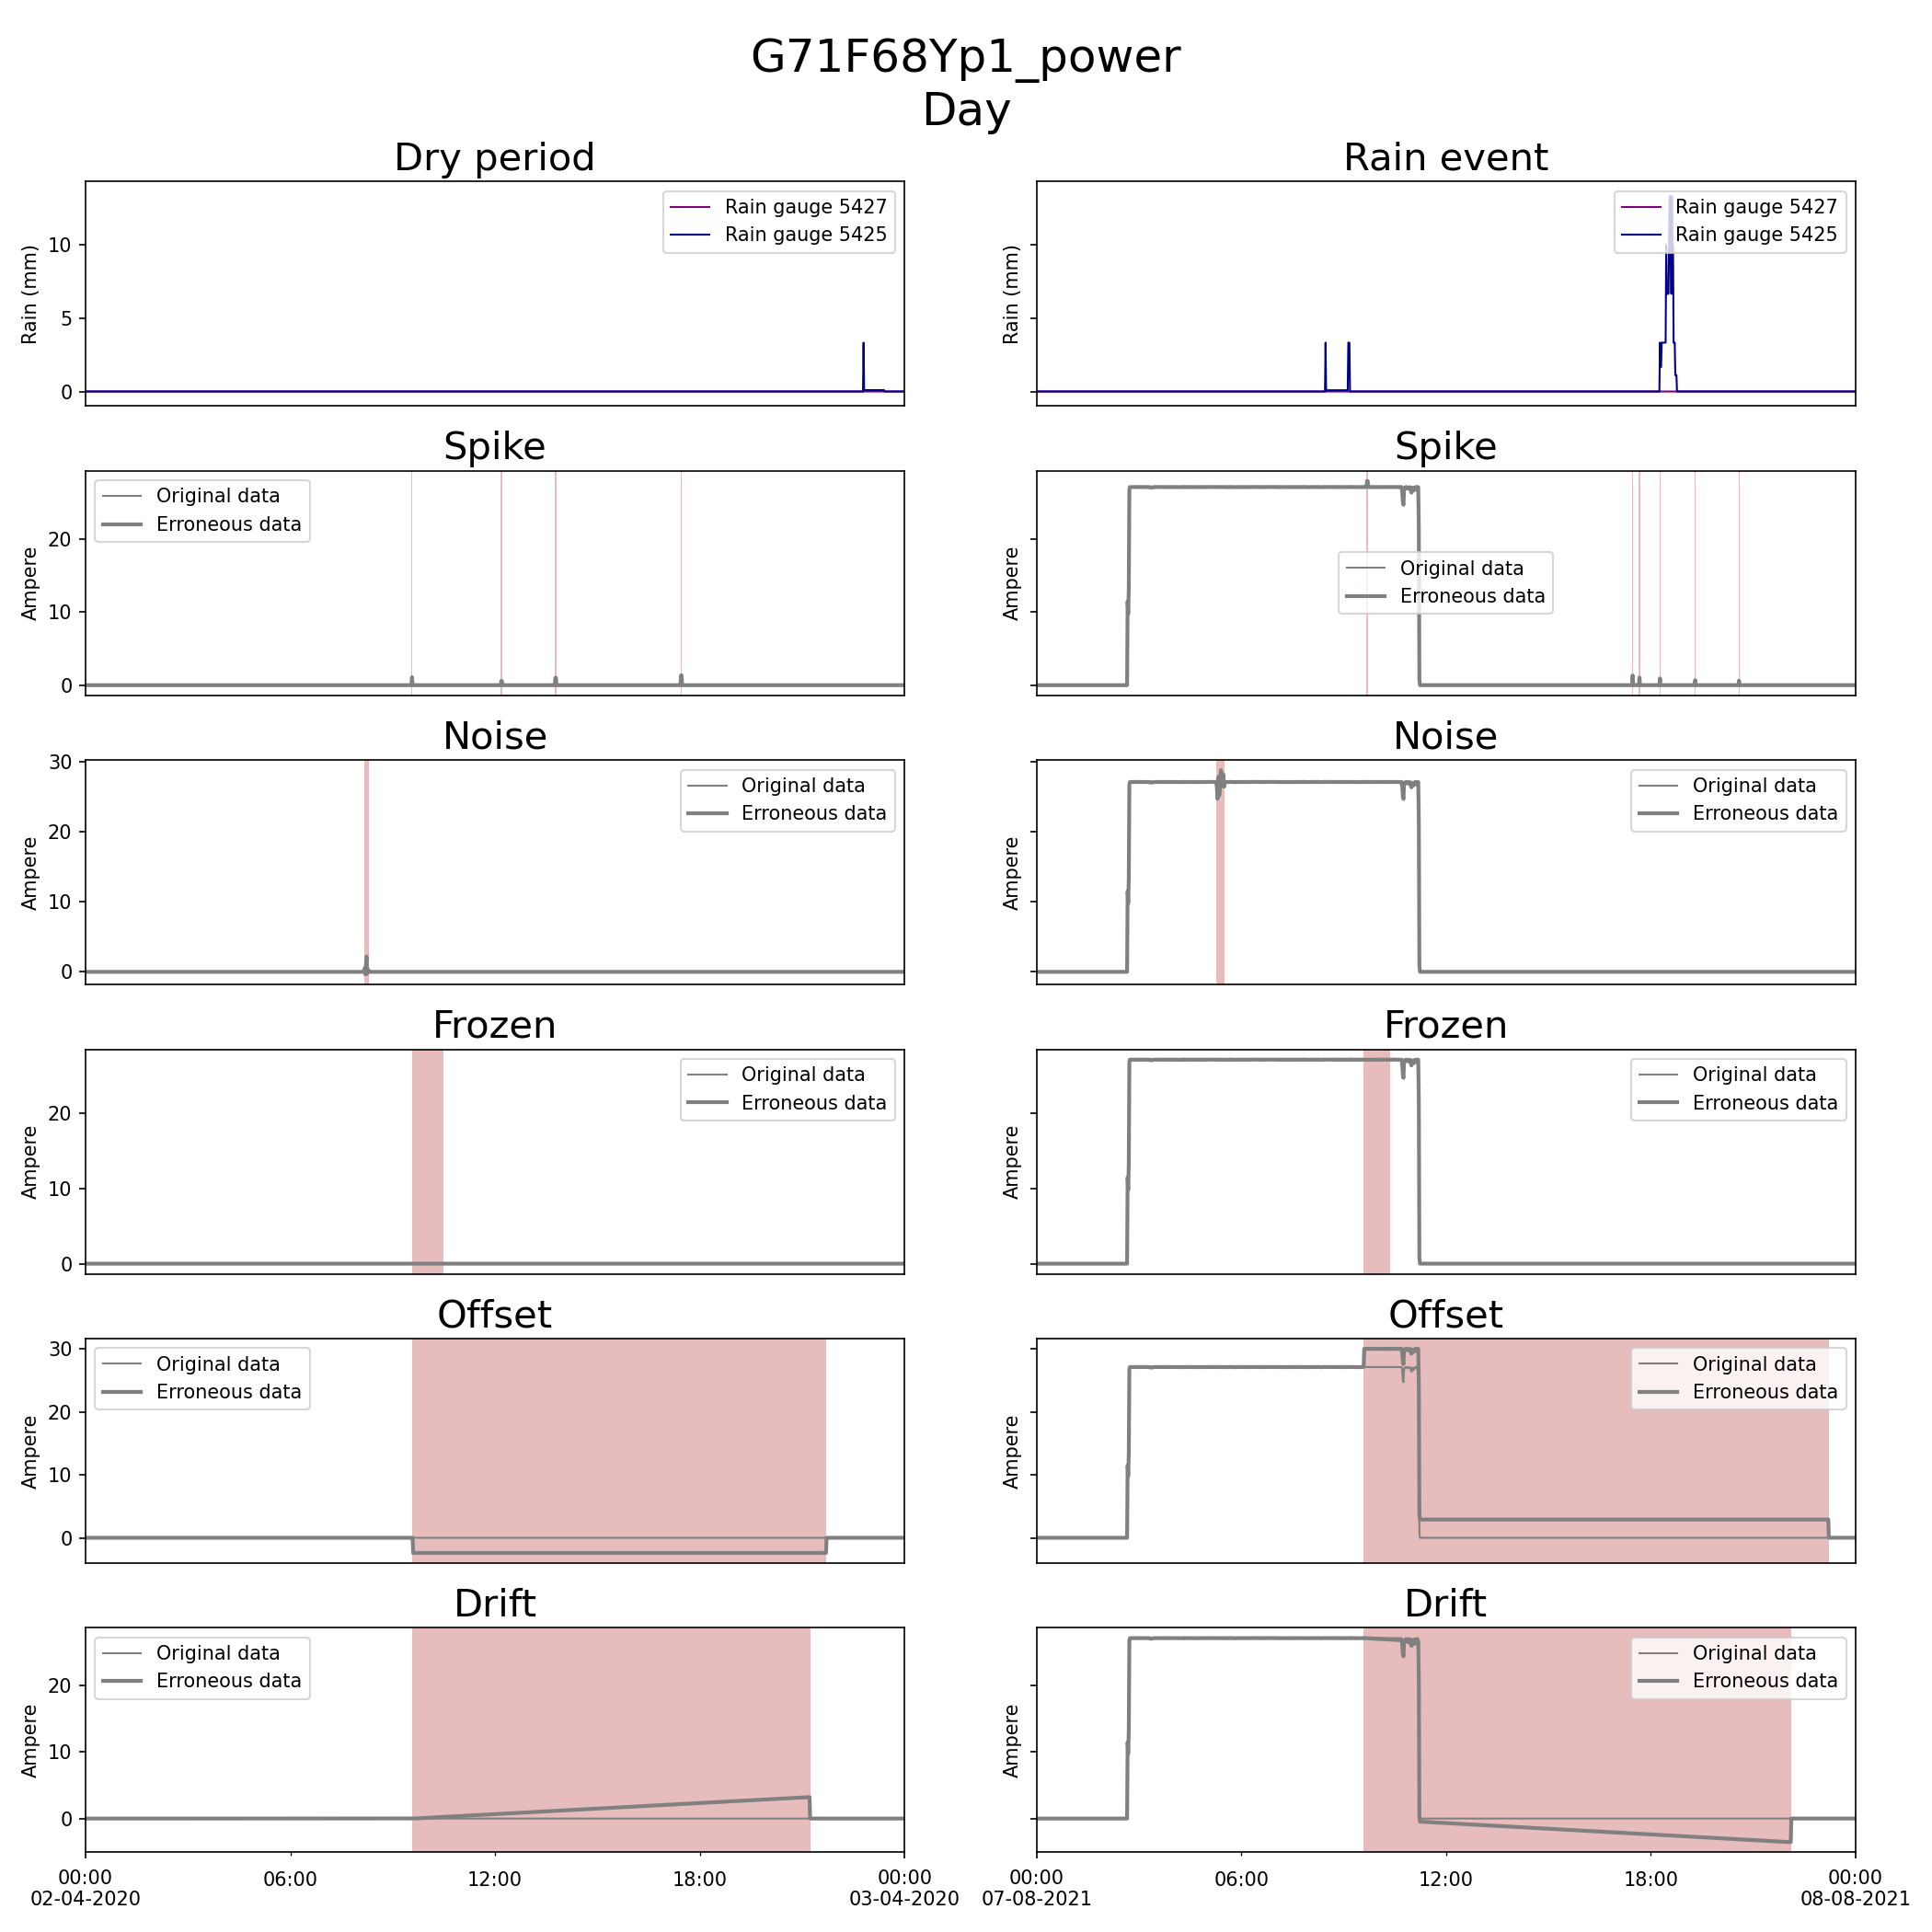 G71F68Yp1_power
Day
Dry period
Rain (mm)
10
5
0
Rain gauge 5427
Rain gauge 5425
Rain event
Rain (mm)
Rain gauge 5427
Rain gauge 5425
Spike
Ampere
20
10
0
Original data
Erroneous data
Spike
Ampere
Original data
Erroneous data
Noise
Ampere
30
20
10
0
Original data
Erroneous data
Noise
Ampere
Original data
Erroneous data
Frozen
Ampere
20
10
0
Original data
Erroneous data
Frozen
Ampere
Original data
Erroneous data
Offset
Ampere
30
20
10
0
Original data
Erroneous data
Offset
Ampere
Original data
Erroneous data
Drift
Ampere
20
10
0
Original data
Erroneous data
00:00
02-04-2020
06:00
12:00
18:00
00:00
03-04-2020
Drift
Ampere
Original data
Erroneous data
00:00
07-08-2021
06:00
12:00
18:00
00:00
08-08-2021